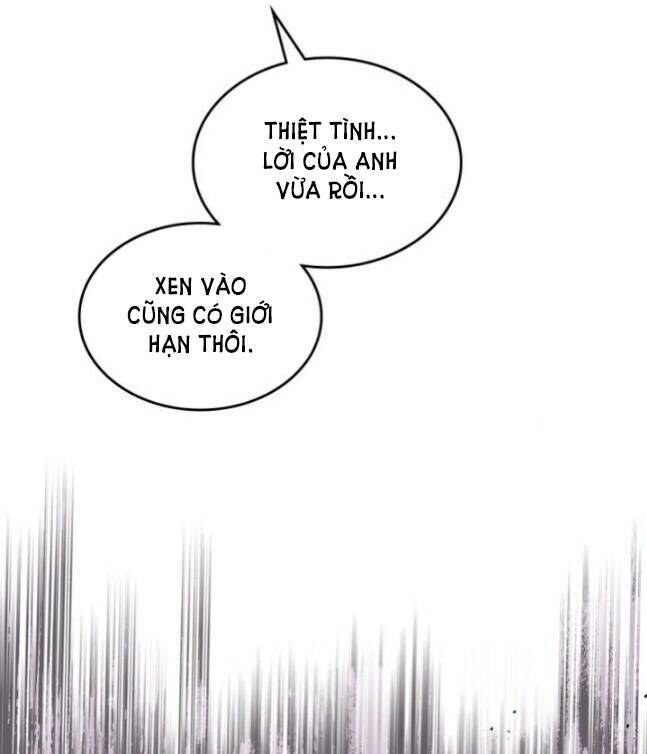 THIỆT TÌNH...
LỜI CỦA ANH
VỪA RỒI...
XEN VÀO
CŨNG CÓ GIỚI
HẠN THÔI.